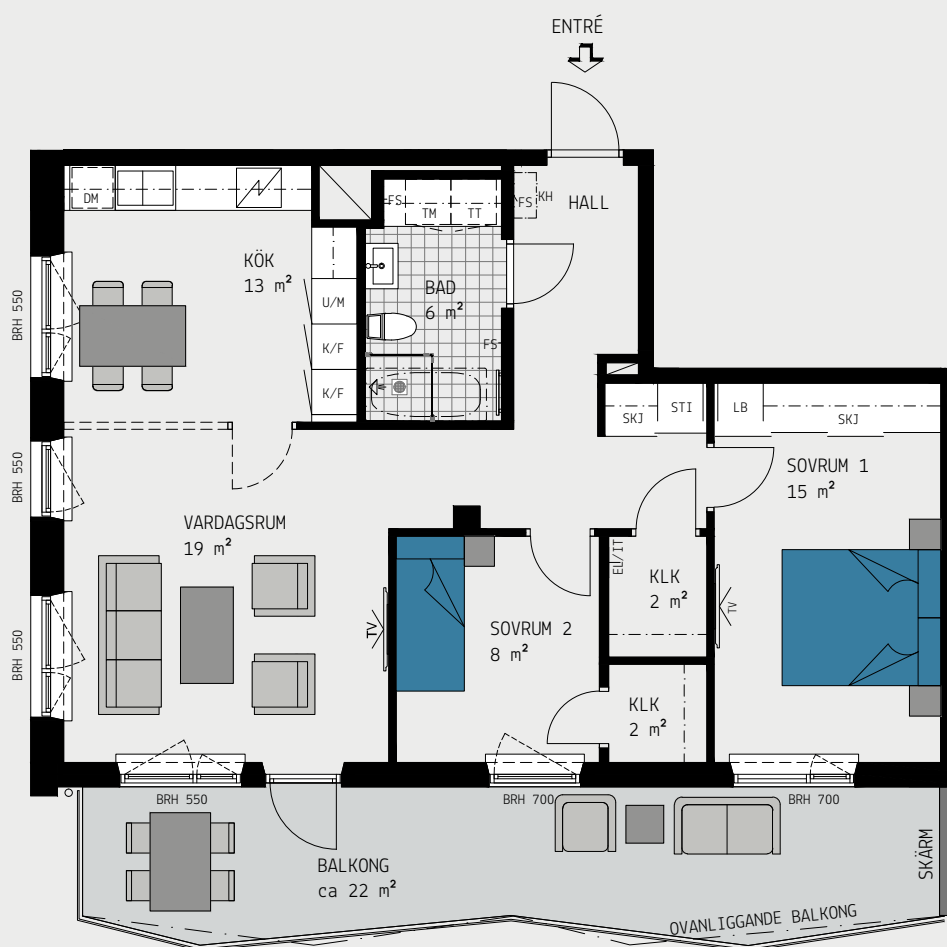 ENTRÉ
DM
FS
TM
TT
FS
KH
HALL
KÖK
13 m²
BAD
6 m²
U/M
K/F
K/F
FS
BRH 550
SKJ
STI
LB
SKJ
SOVRUM 1
15 m²
BRH 550
VARDAGSRUM
19 m²
EL/IT
KLK
2 m²
TV
TV
SOVRUM 2
8 m²
BRH 550
KLK
2 m²
BRH 550
BRH 700
BRH 700
BALKONG
ca 22 m²
SKÄRM
OVANLIGGANDE BALKONG